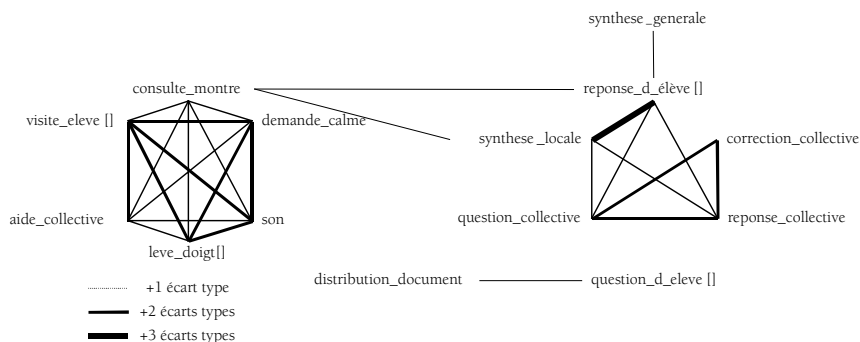 synthese_generale
consulte_montre reponse_d_élève []
visite_eleve [] demande_calme synthese_locale correction_collective
aide_collective son question_collective reponse_collective
leve_doigt[]
distribution_document question_d_eleve []
+1 écart type
+2 écarts types
+3 écarts types